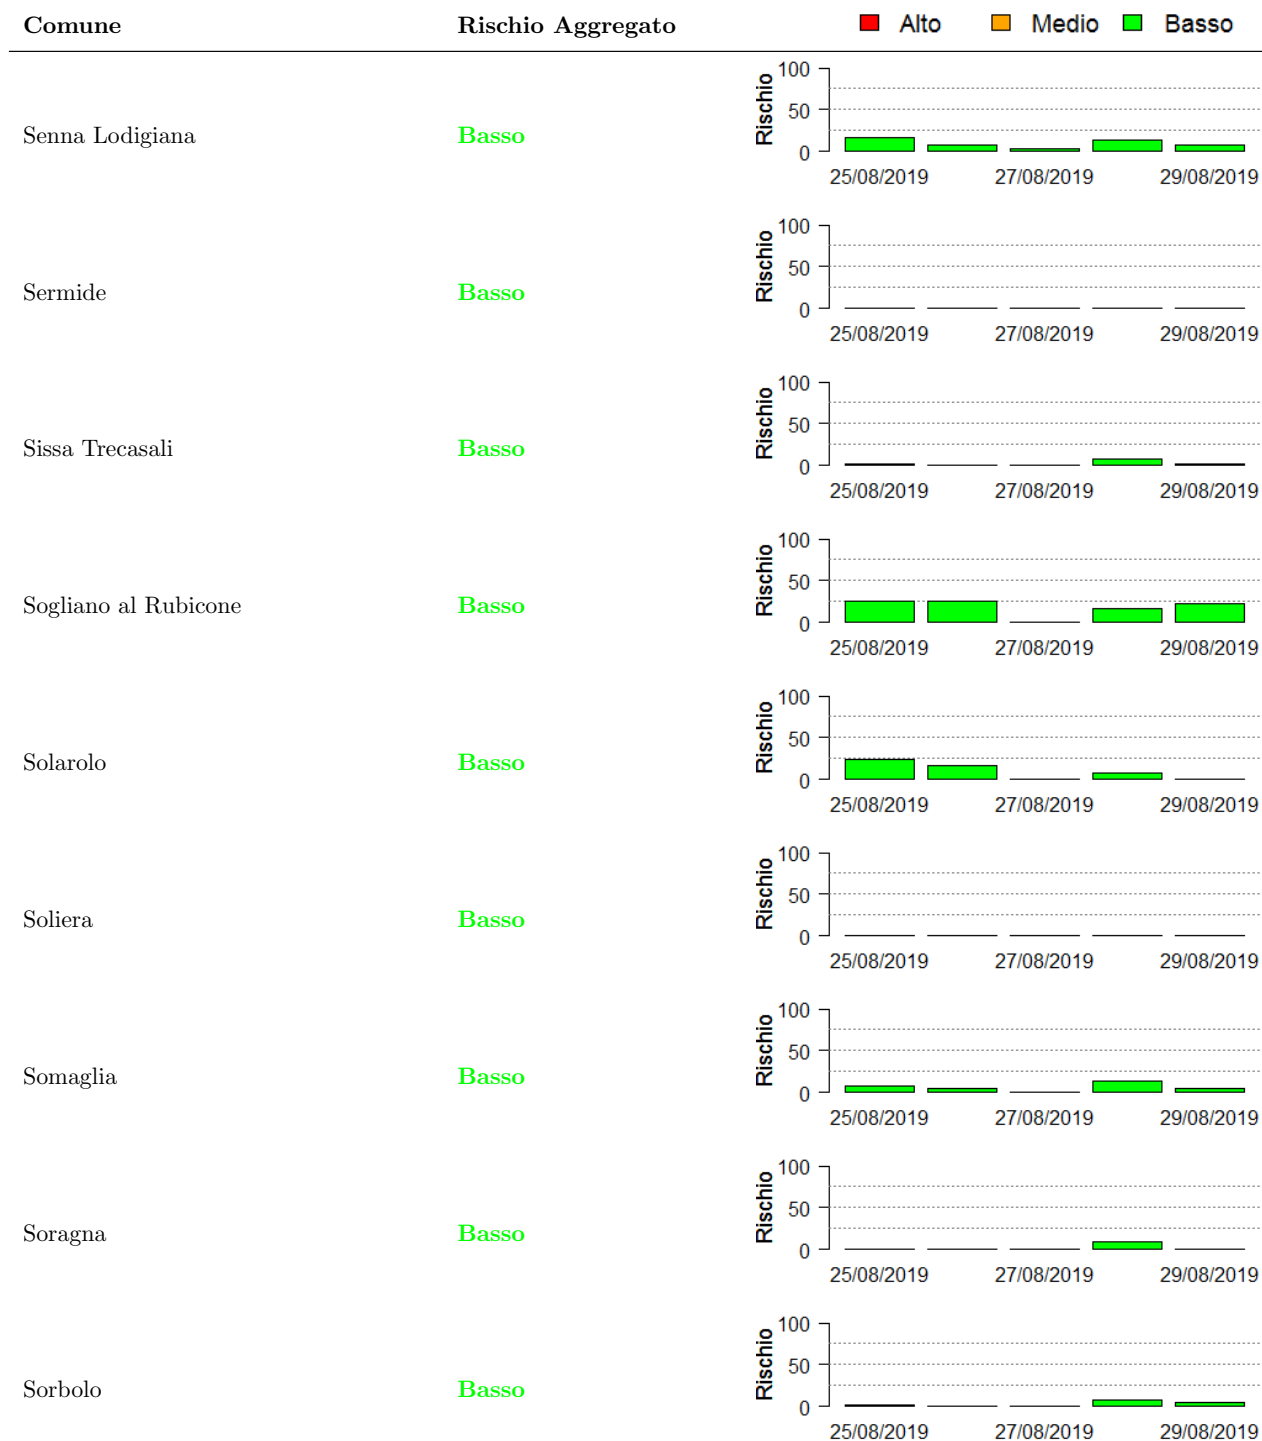 Comune Rischio Aggregato Alto Medio Basso
100
50
0
Rischio
Senna Lodigiana Basso
25/08/2019 27/08/2019 29/08/2019
100
50
0
Rischio
Sermide Basso
25/08/2019 27/08/2019 29/08/2019
100
50
0
Rischio
Sissa Trecasali Basso
25/08/2019 27/08/2019 29/08/2019
100
50
0
Rischio
Sogliano al Rubicone Basso
25/08/2019 27/08/2019 29/08/2019
100
50
0
Rischio
Solarolo Basso
25/08/2019 27/08/2019 29/08/2019
100
50
0
Rischio
Soliera Basso
25/08/2019 27/08/2019 29/08/2019
100
50
0
Rischio
Somaglia Basso
25/08/2019 27/08/2019 29/08/2019
100
50
0
Rischio
Soragna Basso
25/08/2019 27/08/2019 29/08/2019
100
50
0
Rischio
Sorbolo Basso
25/08/2019 27/08/2019 29/08/2019